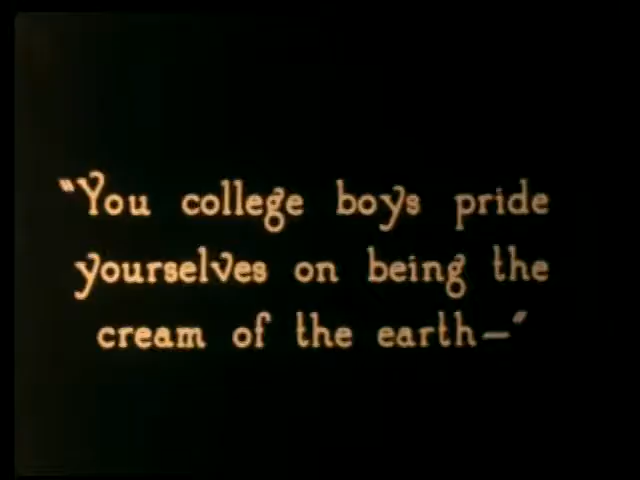 "You college boys pride
yourselves on being the
cream of the earth—"